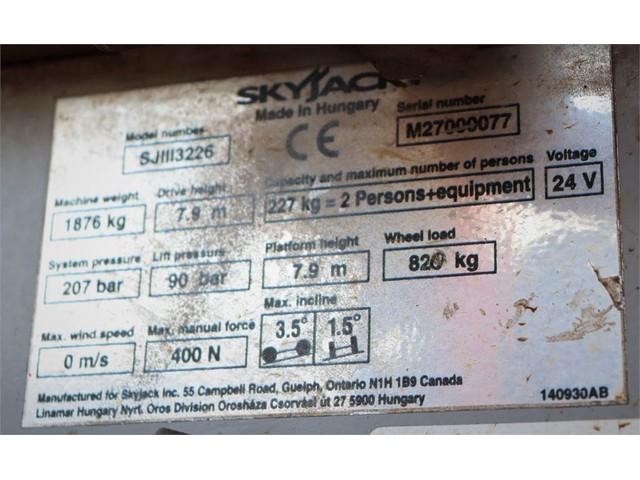 SKYJACK
Made in Hungary
Model number
SJIII3226
Serial number
M27000077
Machine weight
1876 kg
Drive height
7.9 m
Capacity and maximum number of persons
227 kg = 2 Persons+equipment
Voltage
24 V
System pressure
207 bar
Lift pressure
90 bar
Platform height
7.9 m
Wheel load
820 kg
Max. wind speed
0 m/s
Max. manual force
400 N
Max. incline
3.5° 1.5°
Manufactured for Skyjack Inc. 55 Campbell Road, Guelph, Ontario N1H 1B9 Canada
Linamar Hungary Nyrt. Oros Division Orosháza Csorvási út 27 5900 Hungary
140930AB
CE